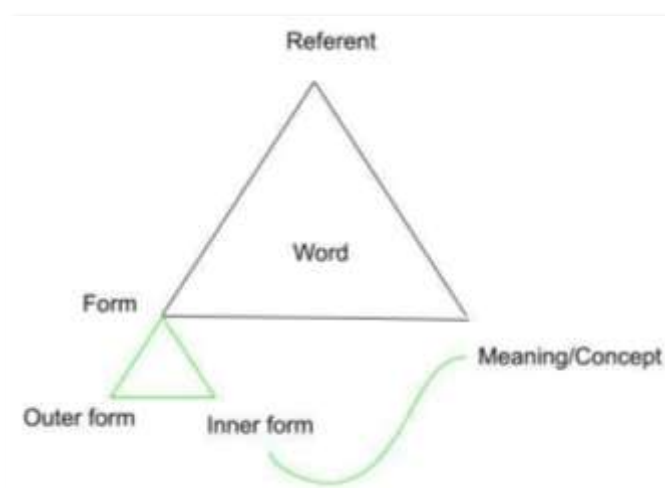 Referent
Word
Form
Meaning/Concept
Outer form
Inner form